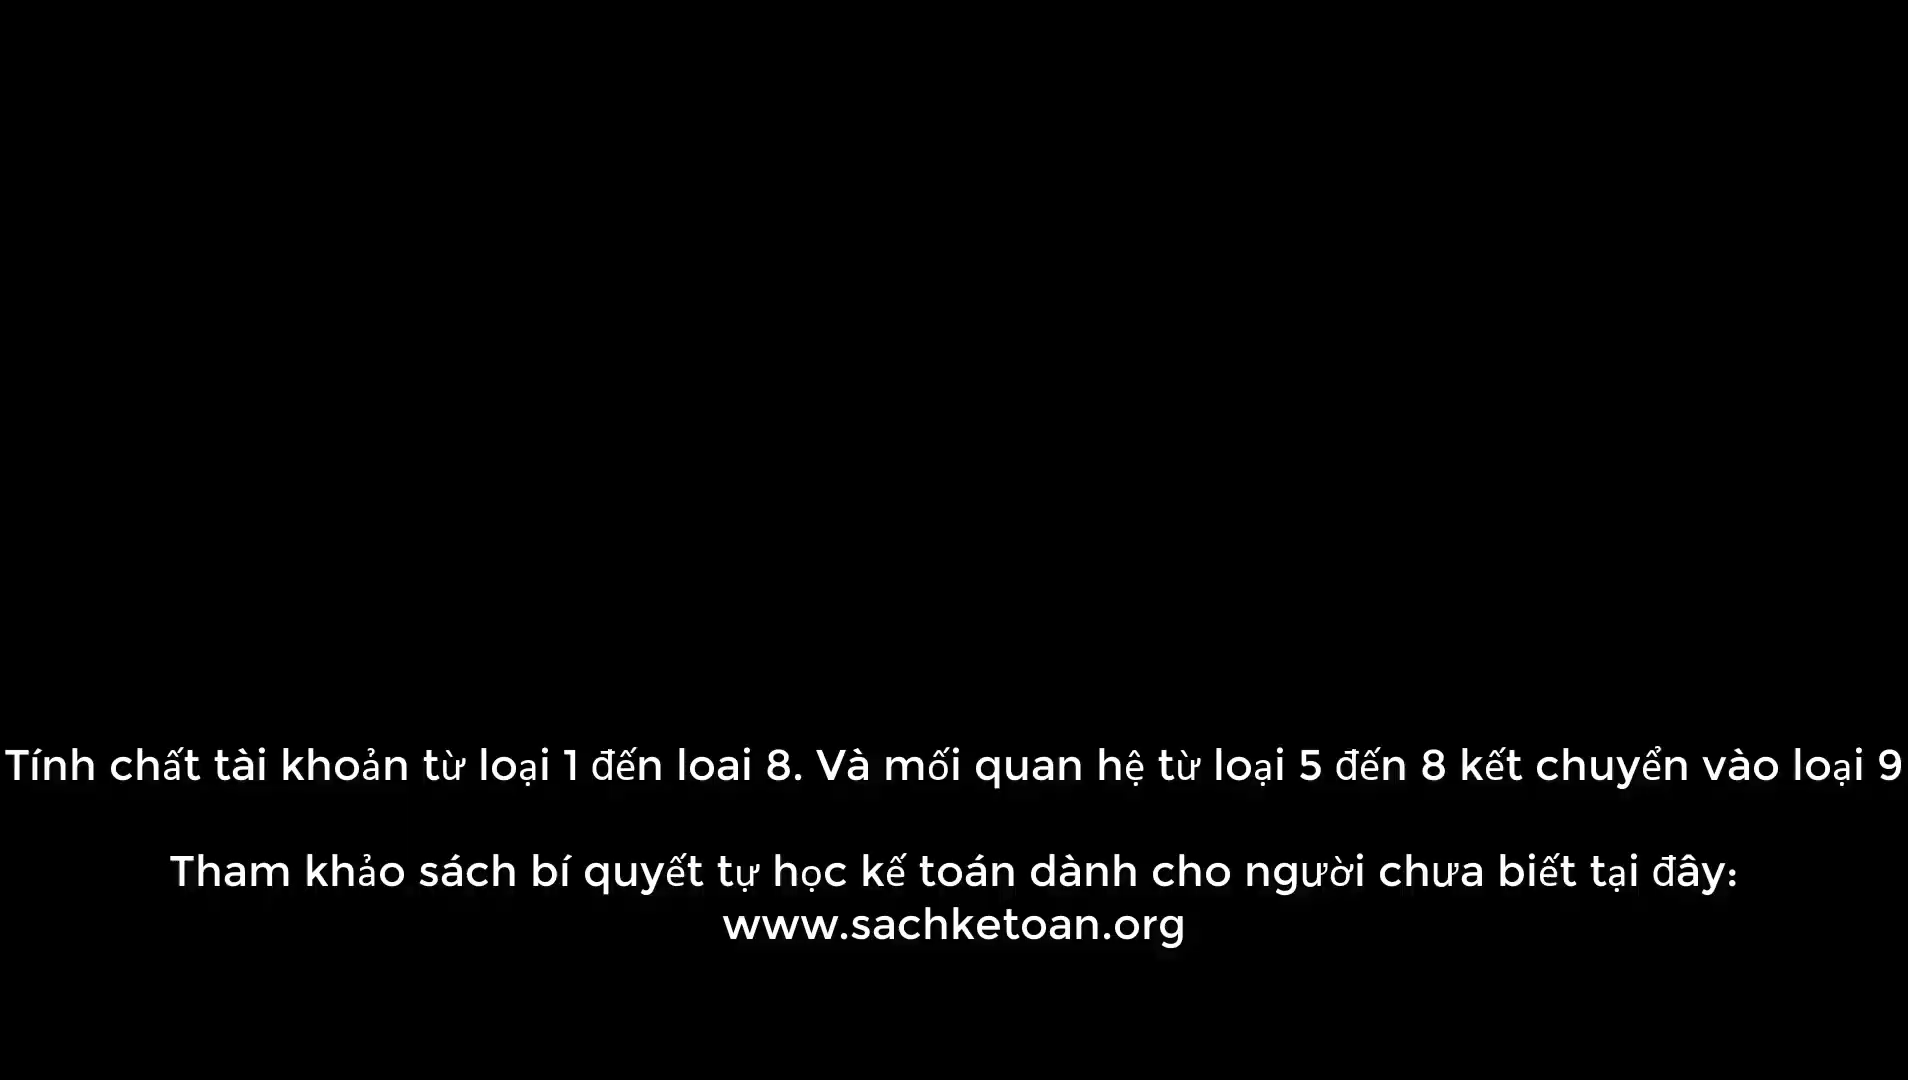 Tính chất tài khoản từ loại 1 đến loai 8. Và mối quan hệ từ loại 5 đến 8 kết chuyển vào loại 9
Tham khảo sách bí quyết tự học kế toán dành cho người chưa biết tại đây:
www.sachketoan.org